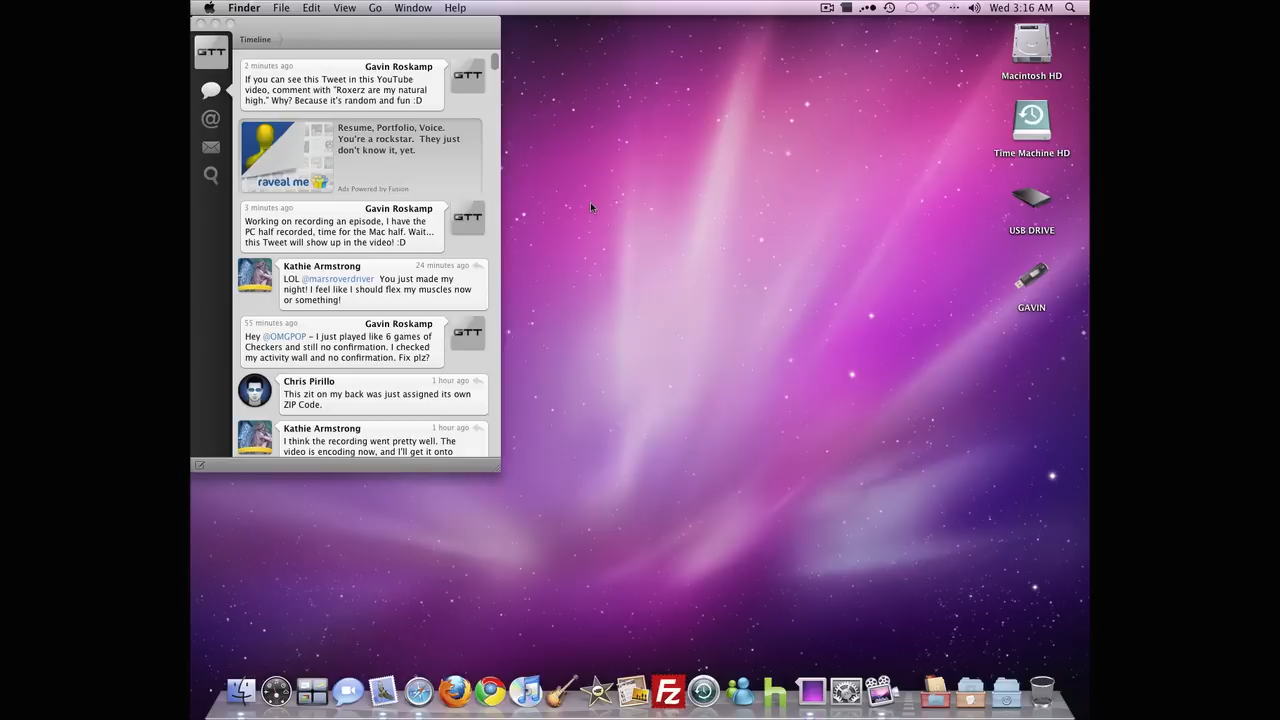 Finder File Edit View Go Window Help
Wed 3:16 AM
GTT
Timeline
2 minutes ago Gavin Roskamp
If you can see this Tweet in this YouTube
video, comment with "Roxerz are my natural
high." Why? Because it's random and fun :D
GTT
Resume, Portfolio, Voice.
You're a rockstar. They just
don't know it, yet.
raveal me
Ads Powered by Fusion
3 minutes ago Gavin Roskamp
Working on recording an episode, I have the
PC half recorded, time for the Mac half. Wait...
this Tweet will show up in the video! :D
GTT
Kathie Armstrong 24 minutes ago
LOL @marsroverdriver You just made my
night! I feel like I should flex my muscles now
or something!
55 minutes ago Gavin Roskamp
Hey @OMGPOP - I just played like 6 games of
Checkers and still no confirmation. I checked
my activity wall and no confirmation. Fix plz?
GTT
Chris Pirillo 1 hour ago
This zit on my back was just assigned its own
ZIP Code.
Kathie Armstrong 1 hour ago
I think the recording went pretty well. The
video is encoding now, and I'll get it onto
Macintosh HD
Time Machine HD
USB DRIVE
GAVIN
FZ
h